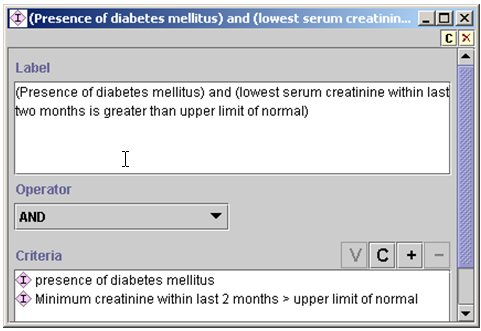 (Presence of diabetes mellitus) and (lowest serum creatinin...
C
Label
(Presence of diabetes mellitus) and (lowest serum creatinine within last
two months is greater than upper limit of normal)
Operator
AND
Criteria
V C + −
presence of diabetes mellitus
Minimum creatinine within last 2 months > upper limit of normal